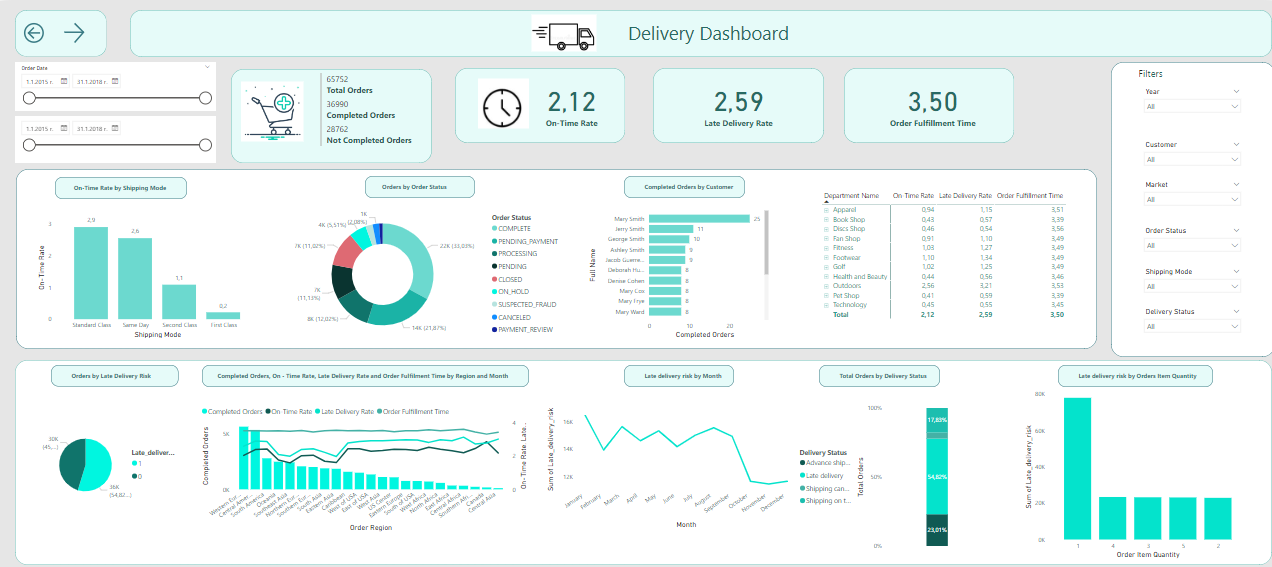 Delivery Dashboard
Order Date
1.1.2015 г. 31.1.2018 г.
1.1.2015 г. 31.1.2018 г.
65752
Total Orders
36990
Completed Orders
28762
Not Completed Orders
2,12
On-Time Rate
2,59
Late Delivery Rate
3,50
Order Fulfillment Time
Filters
Year
All
Customer
All
Market
All
Order Status
All
Shipping Mode
All
Delivery Status
All
On-Time Rate by Shipping Mode
On-Time Rate
3
2
1
0
2,9
2,6
1,1
0,2
Standard Class Same Day Second Class First Class
Shipping Mode
Orders by Order Status
1K
(2,08%)
4K (5,51%)
7K (11,02%)
7K
(11,13%)
8K (12,02%)
14K (21,87%)
22K (33,03%)
Order Status
COMPLETE
PENDING_PAYMENT
PROCESSING
PENDING
CLOSED
ON_HOLD
SUSPECTED_FRAUD
CANCELED
PAYMENT_REVIEW
Completed Orders by Customer
Full Name
Mary Smith 25
Jerry Smith 11
George Smith 10
Ashley Smith 9
Jacob Guerra... 9
Deborah Hu... 8
Denise Cohen 8
Mary Cox 8
Mary Frye 8
Mary Ward 8
0 10 20
Completed Orders
Department Name On-Time Rate Late Delivery Rate Order Fulfillment Time
Apparel 0,94 1,15 3,51
Book Shop 0,43 0,57 3,39
Discs Shop 0,46 0,54 3,56
Fan Shop 0,91 1,10 3,49
Fitness 1,03 1,27 3,49
Footwear 1,10 1,34 3,49
Golf 1,02 1,25 3,49
Health and Beauty 0,44 0,56 3,46
Outdoors 2,56 3,21 3,53
Pet Shop 0,41 0,59 3,39
Technology 0,45 0,55 3,45
Total 2,12 2,59 3,50
Orders by Late Delivery Risk
30K
(45,...)
36K
(54,82...)
Late_deliver...
1
0
Completed Orders, On - Time Rate, Late Delivery Rate and Order Fulfillment Time by Region and Month
Completed Orders On-Time Rate Late Delivery Rate Order Fulfillment Time
Completed Orders
5K
0K
4
2
0
On-Time Rate, Late...
Western Eur...
Central Amer...
South America
Oceania
Southeast Asia
Northern Eur...
Southern Eur...
South Asia
Eastern Asia
Caribbean
West of USA
East of USA
West Asia
US Center
Eastern Europe
South of USA
West Africa
North Africa
East Africa
Central Africa
Southern Afr...
Canada
Central Asia
Order Region
Late delivery risk by Month
Sum of Late_delivery_risk
16K
14K
12K
January
February
March
April
May
June
July
August
September
October
November
December
Month
Total Orders by Delivery Status
Delivery Status
Advance ship...
Late delivery
Shipping can...
Shipping on t...
Total Orders
100%
50%
0%
17,83%
54,82%
23,01%
Late delivery risk by Orders Item Quantity
Sum of Late_delivery_risk
80K
60K
40K
20K
0K
1 4 3 5 2
Order Item Quantity